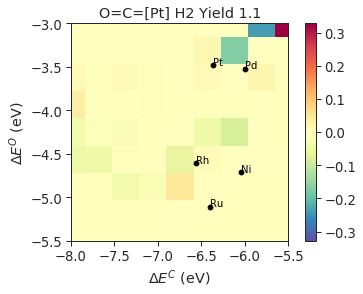 O=C=[Pt] H2 Yield 1.1
−3.0
−3.5
−4.0
−4.5
−5.0
−5.5
ΔE^O (eV)
Pt
Pd
Rh
Ni
Ru
−8.0 −7.5 −7.0 −6.5 −6.0 −5.5
ΔE^C (eV)
0.3
0.2
0.1
0.0
−0.1
−0.2
−0.3